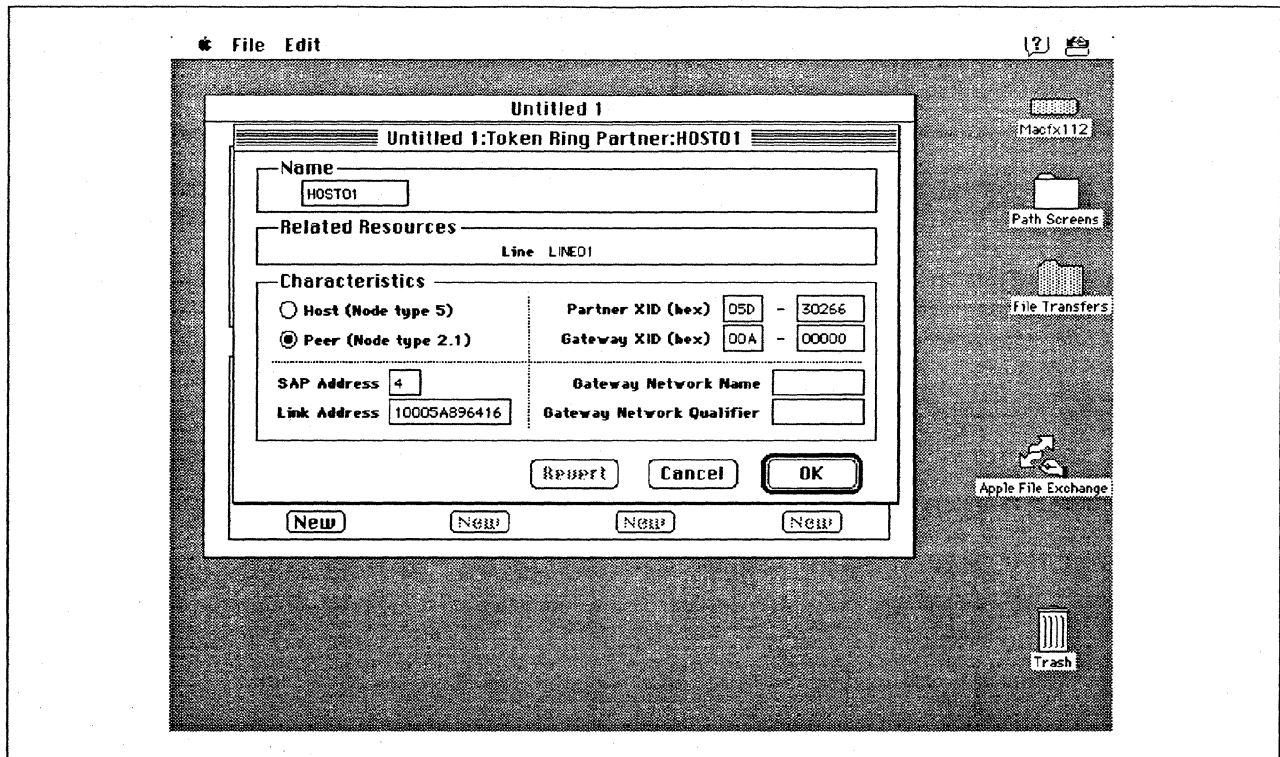 File Edit
Untitled 1
Untitled 1:Token Ring Partner:HOST01
Name
HOST01
Related Resources
Line LINE01
Characteristics
Host (Node type 5)
Peer (Node type 2.1)
Partner XID (hex) 05D - 30266
Gateway XID (hex) 00A - 00000
SAP Address 4
Link Address 10005A896416
Gateway Network Name
Gateway Network Qualifier
Revert Cancel OK
New New New New
Macfx112
Path Screens
File Transfers
Apple File Exchange
Trash